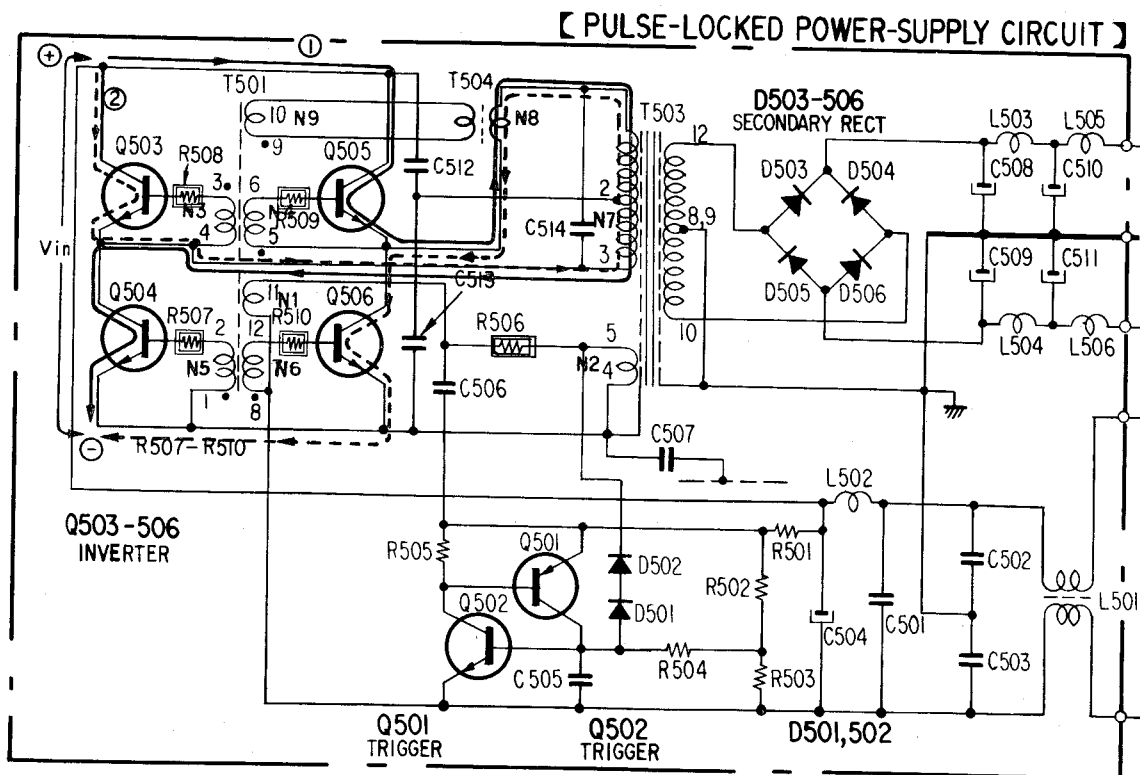 【 PULSE-LOCKED POWER-SUPPLY CIRCUIT 】
+ ①
T501 T504
② 10 N9 N8 T503 D503-506
SECONDARY RECT
12 L503 L505
9
Q503 Q505
R508 C512 D503 D504 C508 C510
3 6 2
N3 R509 N7 8,9
4 5 C514
Vin 3 C509 C511
C513
Q504 11 N1 Q506 D505 D506
R507 R510 R506 10 L504 L506
2 12 5
N5 N6 N2 4
C506
1 8
−
R507-R510 C507
L502
Q503-506
INVERTER
R505 Q501 R501
D502 R502 C502
Q502 L501
D501 C504 C501
C505 R504 R503 C503
Q501
TRIGGER
Q502
TRIGGER
D501,502